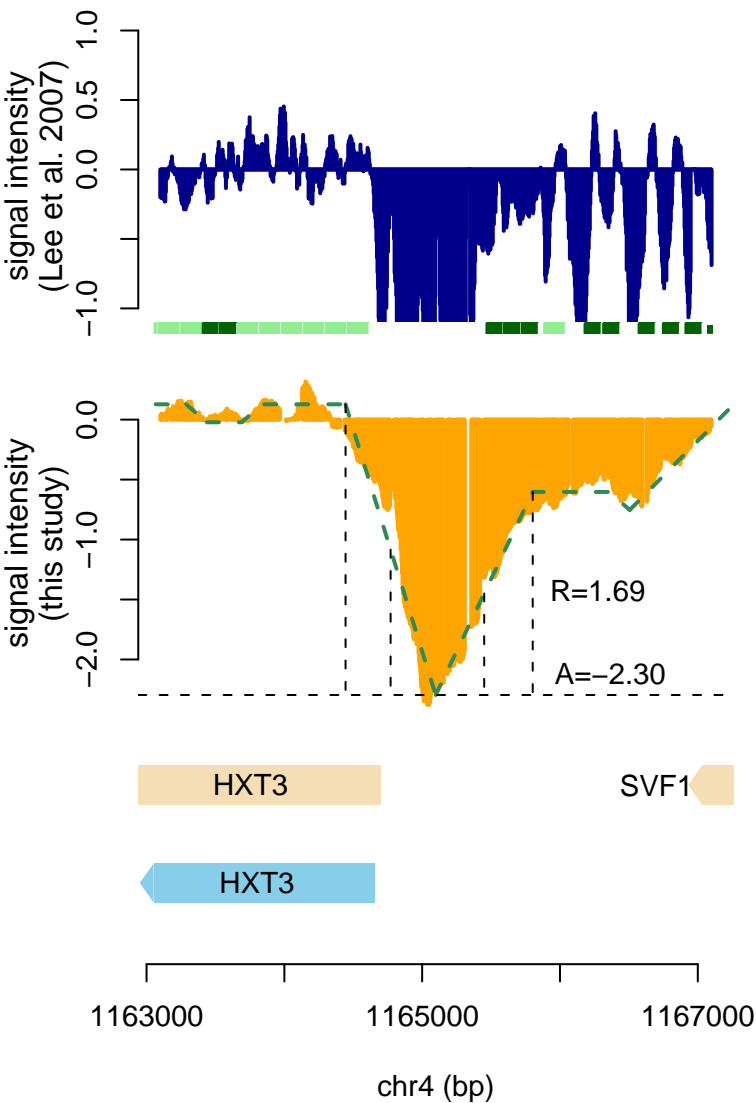 signal intensity
(Lee et al. 2007)
1.0
0.5
0.0
−1.0
signal intensity
(this study)
0.0
−1.0
−2.0
R=1.69
A=−2.30
HXT3
SVF1
HXT3
1163000 1165000 1167000
chr4 (bp)